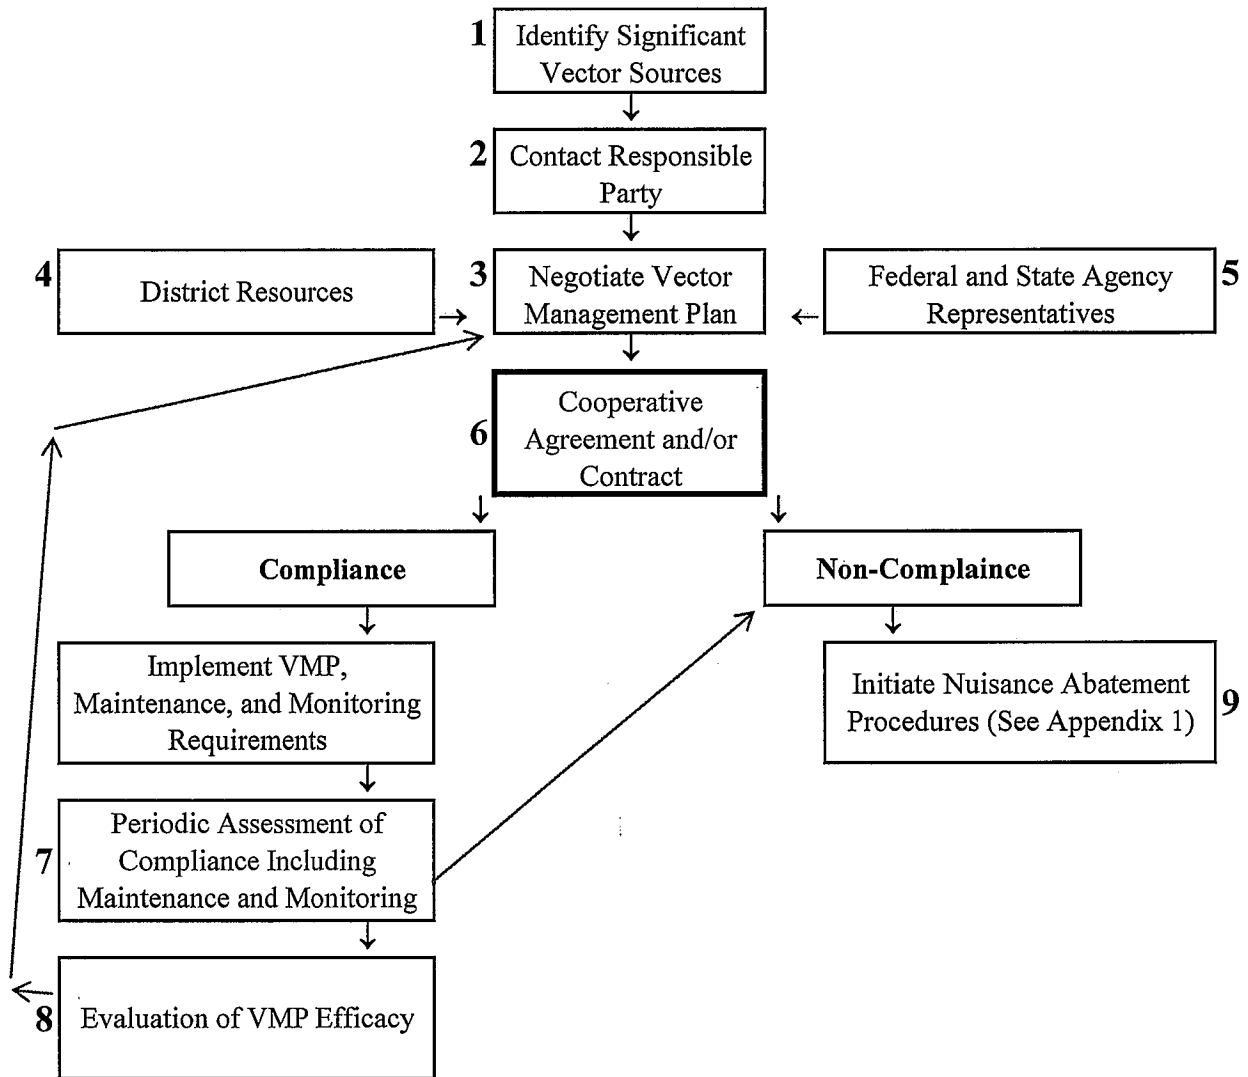 1
Identify Significant
Vector Sources
2
Contact Responsible
Party
4
District Resources
3
Negotiate Vector
Management Plan
Federal and State Agency
Representatives
5
6
Cooperative
Agreement and/or
Contract
Compliance
Non-Complaince
Implement VMP,
Maintenance, and Monitoring
Requirements
Initiate Nuisance Abatement
Procedures (See Appendix 1)
9
7
Periodic Assessment of
Compliance Including
Maintenance and Monitoring
8
Evaluation of VMP Efficacy